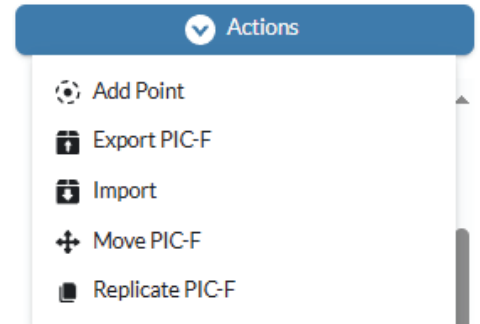 Actions
Add Point
Export PIC-F
Import
Move PIC-F
Replicate PIC-F